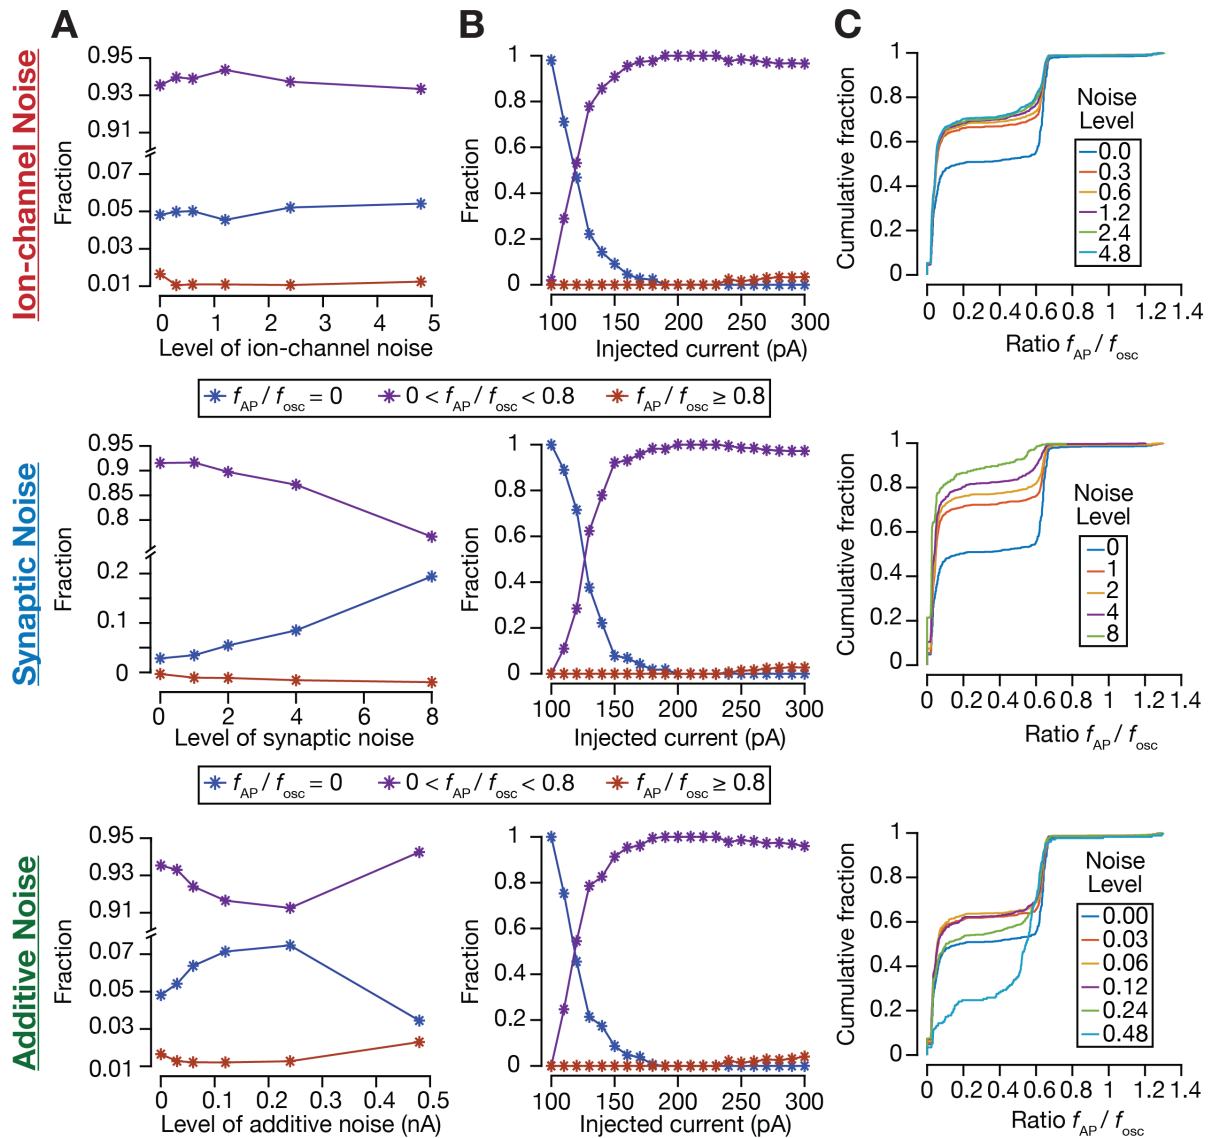 A
B
C
Ion-channel Noise
Fraction
0.95
0.93
0.91
0.07
0.05
0.03
0.01
0 1 2 3 4 5
Level of ion-channel noise
Fraction
1
0.8
0.6
0.4
0.2
0
100 150 200 250 300
Injected current (pA)
Cumulative fraction
1
0.8
0.6
0.4
0.2
0
0 0.2 0.4 0.6 0.8 1 1.2 1.4
Ratio fAP / fosc
Noise
Level
0.0
0.3
0.6
1.2
2.4
4.8
fAP / fosc = 0 0 < fAP / fosc < 0.8 fAP / fosc ≥ 0.8
Synaptic Noise
Fraction
0.95
0.9
0.85
0.8
0.2
0.1
0
0 2 4 6 8
Level of synaptic noise
Fraction
1
0.8
0.6
0.4
0.2
0
100 150 200 250 300
Injected current (pA)
Cumulative fraction
1
0.8
0.6
0.4
0.2
0
0 0.2 0.4 0.6 0.8 1 1.2 1.4
Ratio fAP / fosc
Noise
Level
0
1
2
4
8
fAP / fosc = 0 0 < fAP / fosc < 0.8 fAP / fosc ≥ 0.8
Additive Noise
Fraction
0.95
0.93
0.91
0.07
0.05
0.03
0.01
0 0.1 0.2 0.3 0.4 0.5
Level of additive noise (nA)
Fraction
1
0.8
0.6
0.4
0.2
0
100 150 200 250 300
Injected current (pA)
Cumulative fraction
1
0.8
0.6
0.4
0.2
0
0 0.2 0.4 0.6 0.8 1 1.2 1.4
Ratio fAP / fosc
Noise
Level
0.00
0.03
0.06
0.12
0.24
0.48